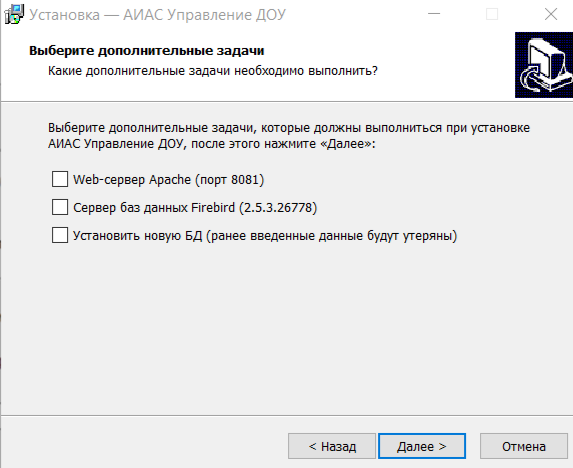 Установка — АИАС Управление ДОУ
Выберите дополнительные задачи
Какие дополнительные задачи необходимо выполнить?
Выберите дополнительные задачи, которые должны выполниться при установке
АИАС Управление ДОУ, после этого нажмите «Далее»:
Web-сервер Apache (порт 8081)
Сервер баз данных Firebird (2.5.3.26778)
Установить новую БД (ранее введенные данные будут утеряны)
< Назад
Далее >
Отмена